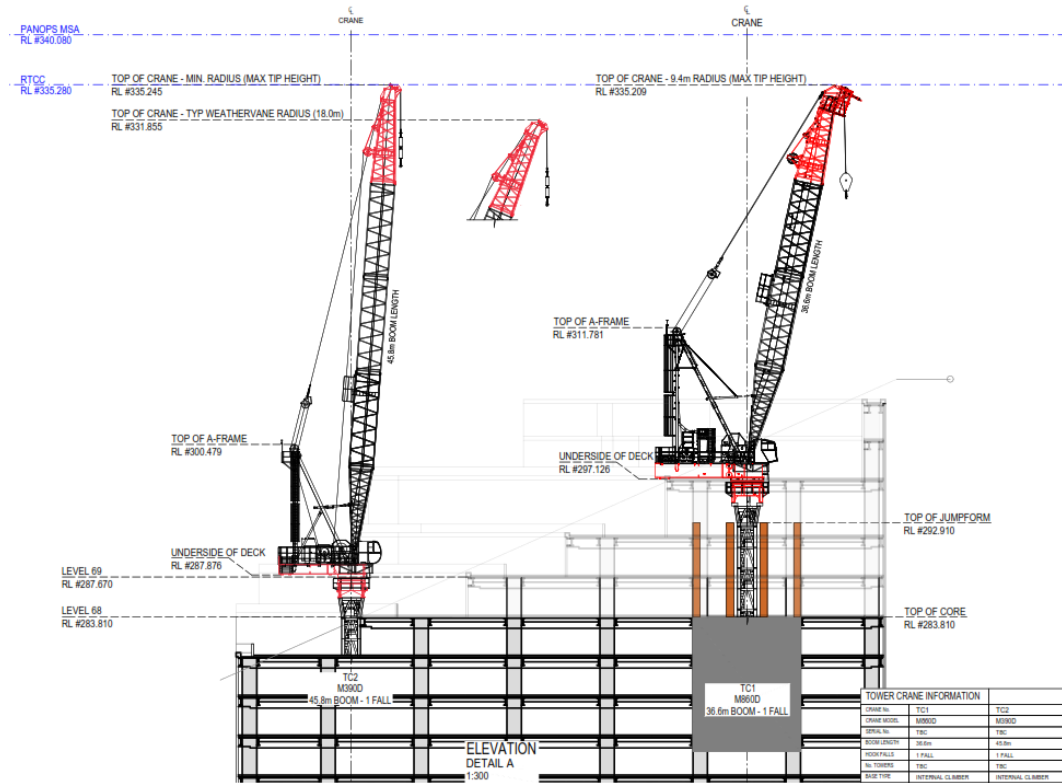 ℄
CRANE
℄
CRANE
PANOPS MSA
RL #340.080
RTCC
RL #335.280
TOP OF CRANE - MIN. RADIUS (MAX TIP HEIGHT)
RL #335.245
TOP OF CRANE - 9.4m RADIUS (MAX TIP HEIGHT)
RL #335.209
TOP OF CRANE - TYP WEATHERVANE RADIUS (18.0m)
RL #331.855
45.8m BOOM LENGTH
36.6m BOOM LENGTH
TOP OF A-FRAME
RL #311.781
TOP OF A-FRAME
RL #300.479
UNDERSIDE OF DECK
RL #297.126
TOP OF JUMPFORM
RL #292.910
UNDERSIDE OF DECK
RL #287.876
LEVEL 69
RL #287.670
LEVEL 68
RL #283.810
TOP OF CORE
RL #283.810
TC2
M390D
45.8m BOOM - 1 FALL
TC1
M860D
36.6m BOOM - 1 FALL
ELEVATION
DETAIL A
1:300
TOWER CRANE INFORMATION
CRANE No. TC1 TC2
CRANE MODEL M860D M390D
SERIAL No. TBC TBC
BOOM LENGTH 36.6m 45.8m
HOOK FALLS 1 FALL 1 FALL
No. TOWERS TBC TBC
BASE TYPE INTERNAL CLIMBER INTERNAL CLIMBER